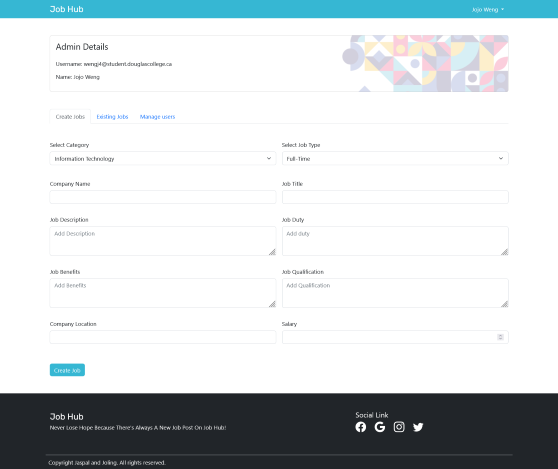 Job Hub
Jojo Weng
Admin Details
Username: wengj4@student.douglascollege.ca
Name: Jojo Weng
Create Jobs Existing Jobs Manage users
Select Category Select Job Type
Information Technology Full-Time
Company Name Job Title
Job Description Job Duty
Add Description Add duty
Job Benefits Job Qualification
Add Benefits Add Qualification
Company Location Salary
Create Job
Job Hub Social Link
Never Lose Hope Because There's Always A New Job Post On Job Hub!
Copyright Jaspal and JoJing. All rights reserved.